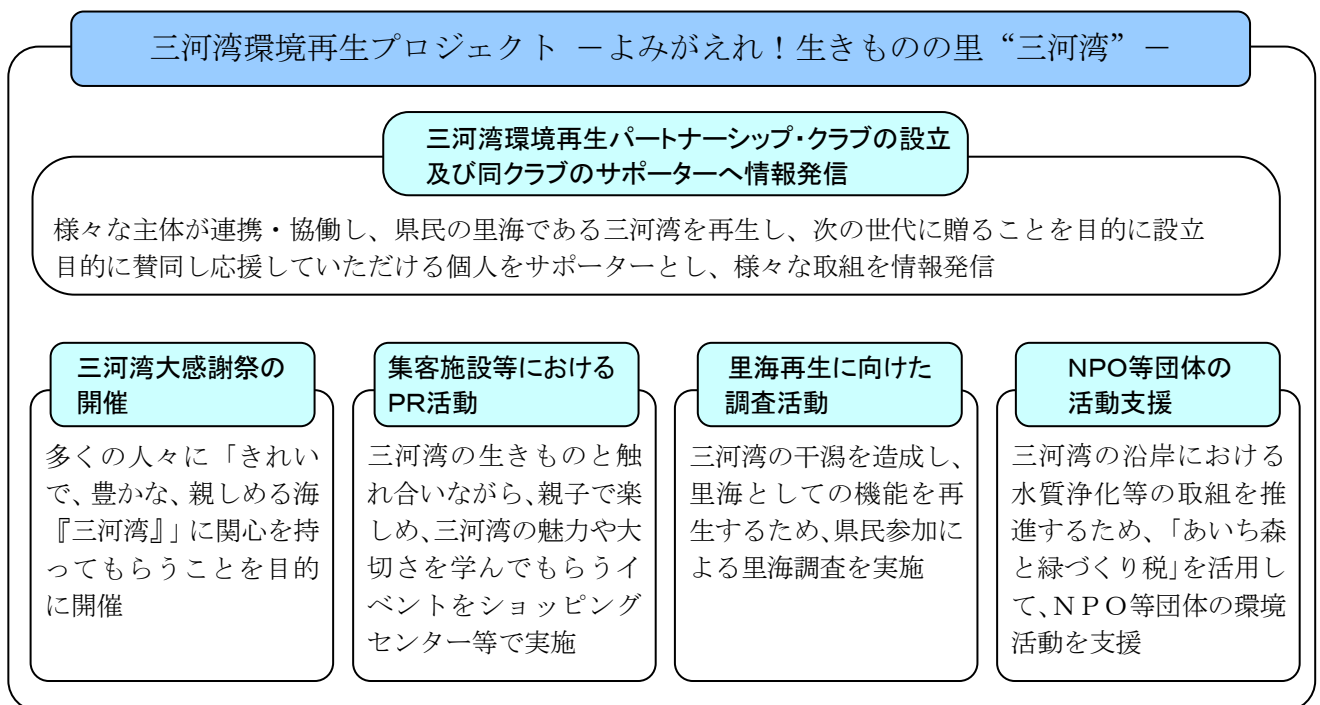 三河湾環境再生プロジェクト －よみがえれ！生きものの里“三河湾”－
三河湾環境再生パートナーシップ・クラブの設立
及び同クラブのサポーターへ情報発信
様々な主体が連携・協働し、県民の里海である三河湾を再生し、次の世代に贈ることを目的に設立
目的に賛同し応援していただける個人をサポーターとし、様々な取組を情報発信
三河湾大感謝祭の
開催
多くの人々に「きれい
で、豊かな、親しめる海
『三河湾』」に関心を持
ってもらうことを目的
に開催
集客施設等における
PR活動
三河湾の生きものと触
れ合いながら、親子で楽
しめ、三河湾の魅力や大
切さを学んでもらうイ
ベントをショッピング
センター等で実施
里海再生に向けた
調査活動
三河湾の干潟を造成し、
里海としての機能を再
生するため、県民参加に
よる里海調査を実施
NPO等団体の
活動支援
三河湾の沿岸における
水質浄化等の取組を推
進するため、「あいち森
と緑づくり税」を活用し
て、ＮＰＯ等団体の環境
活動を支援